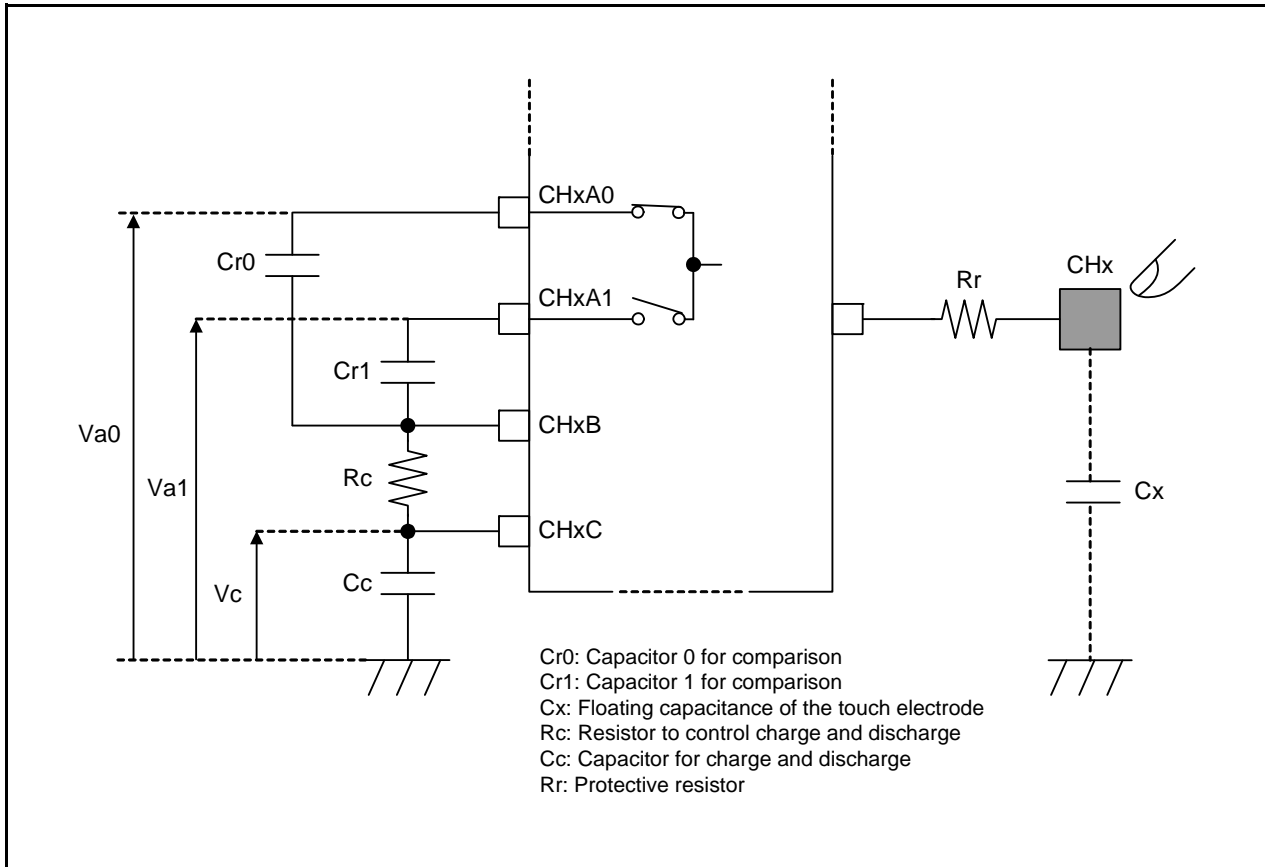 CHxA0
Cr0
CHxA1
Rr
CHx
Cr1
Va0
CHxB
Va1
Rc
Cx
CHxC
Cc
Vc
Cr0: Capacitor 0 for comparison
Cr1: Capacitor 1 for comparison
Cx: Floating capacitance of the touch electrode
Rc: Resistor to control charge and discharge
Cc: Capacitor for charge and discharge
Rr: Protective resistor